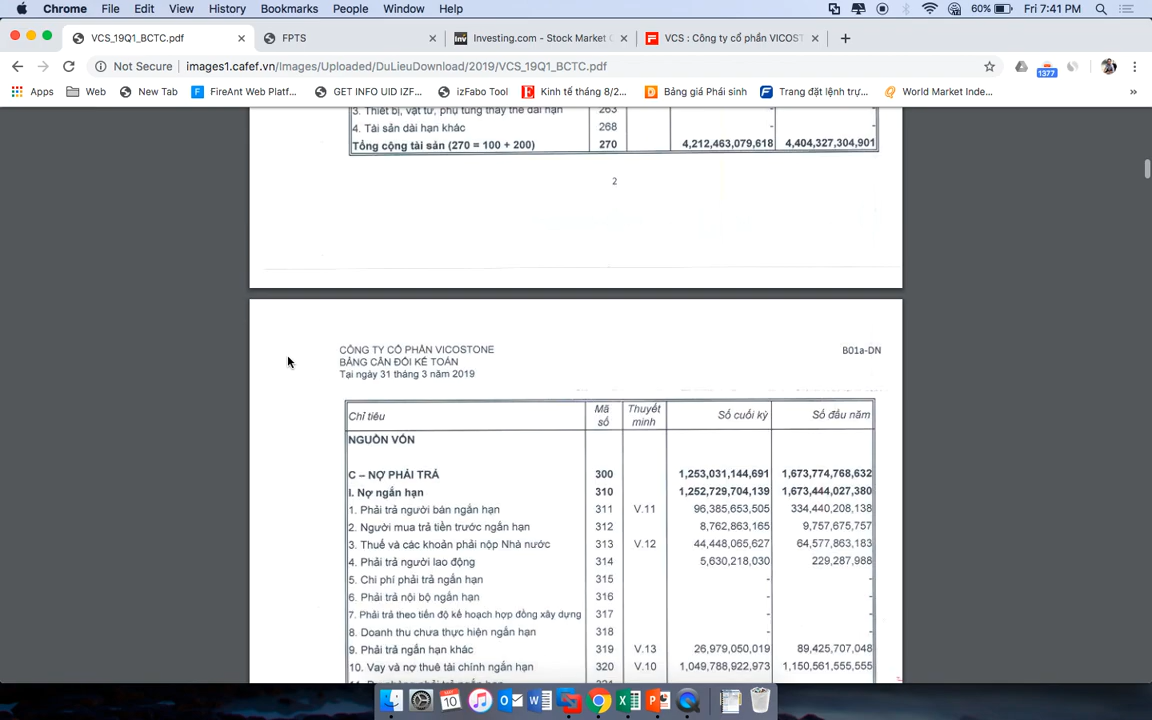 Chrome File Edit View History Bookmarks People Window Help 60% Fri 7:41 PM
VCS_19Q1_BCTC.pdf FPTS Investing.com - Stock Market VCS : Công ty cổ phần VICOST
Not Secure images1.cafef.vn/Images/Uploaded/DuLieuDownload/2019/VCS_19Q1_BCTC.pdf 1377
Apps Web New Tab FireAnt Web Platf... GET INFO UID IZF... izFabo Tool Kinh tế tháng 8/2... Bảng giá Phái sinh Trang đặt lệnh trự... World Market Inde... »
3. Thiết bị, vật tư, phụ tùng thay thế dài hạn 263 - -
4. Tài sản dài hạn khác 268 - -
Tổng cộng tài sản (270 = 100 + 200) 270 4,212,463,079,618 4,404,327,304,901
2
CÔNG TY CỔ PHẦN VICOSTONE B01a-DN
BẢNG CÂN ĐỐI KẾ TOÁN
Tại ngày 31 tháng 3 năm 2019
Chỉ tiêu Mã số Thuyết minh Số cuối kỳ Số đầu năm
NGUỒN VỐN
C – NỢ PHẢI TRẢ 300 1,253,031,144,691 1,673,774,768,632
I. Nợ ngắn hạn 310 1,252,729,704,139 1,673,444,027,380
1. Phải trả người bán ngắn hạn 311 V.11 96,385,653,505 334,440,208,138
2. Người mua trả tiền trước ngắn hạn 312 8,762,863,165 9,757,675,757
3. Thuế và các khoản phải nộp Nhà nước 313 V.12 44,448,065,627 64,577,863,183
4. Phải trả người lao động 314 5,630,218,030 229,287,988
5. Chi phí phải trả ngắn hạn 315 - -
6. Phải trả nội bộ ngắn hạn 316 - -
7. Phải trả theo tiến độ kế hoạch hợp đồng xây dựng 317 - -
8. Doanh thu chưa thực hiện ngắn hạn 318 - -
9. Phải trả ngắn hạn khác 319 V.13 26,979,050,019 89,425,707,048
10. Vay và nợ thuê tài chính ngắn hạn 320 V.10 1,049,788,922,973 1,150,561,555,555